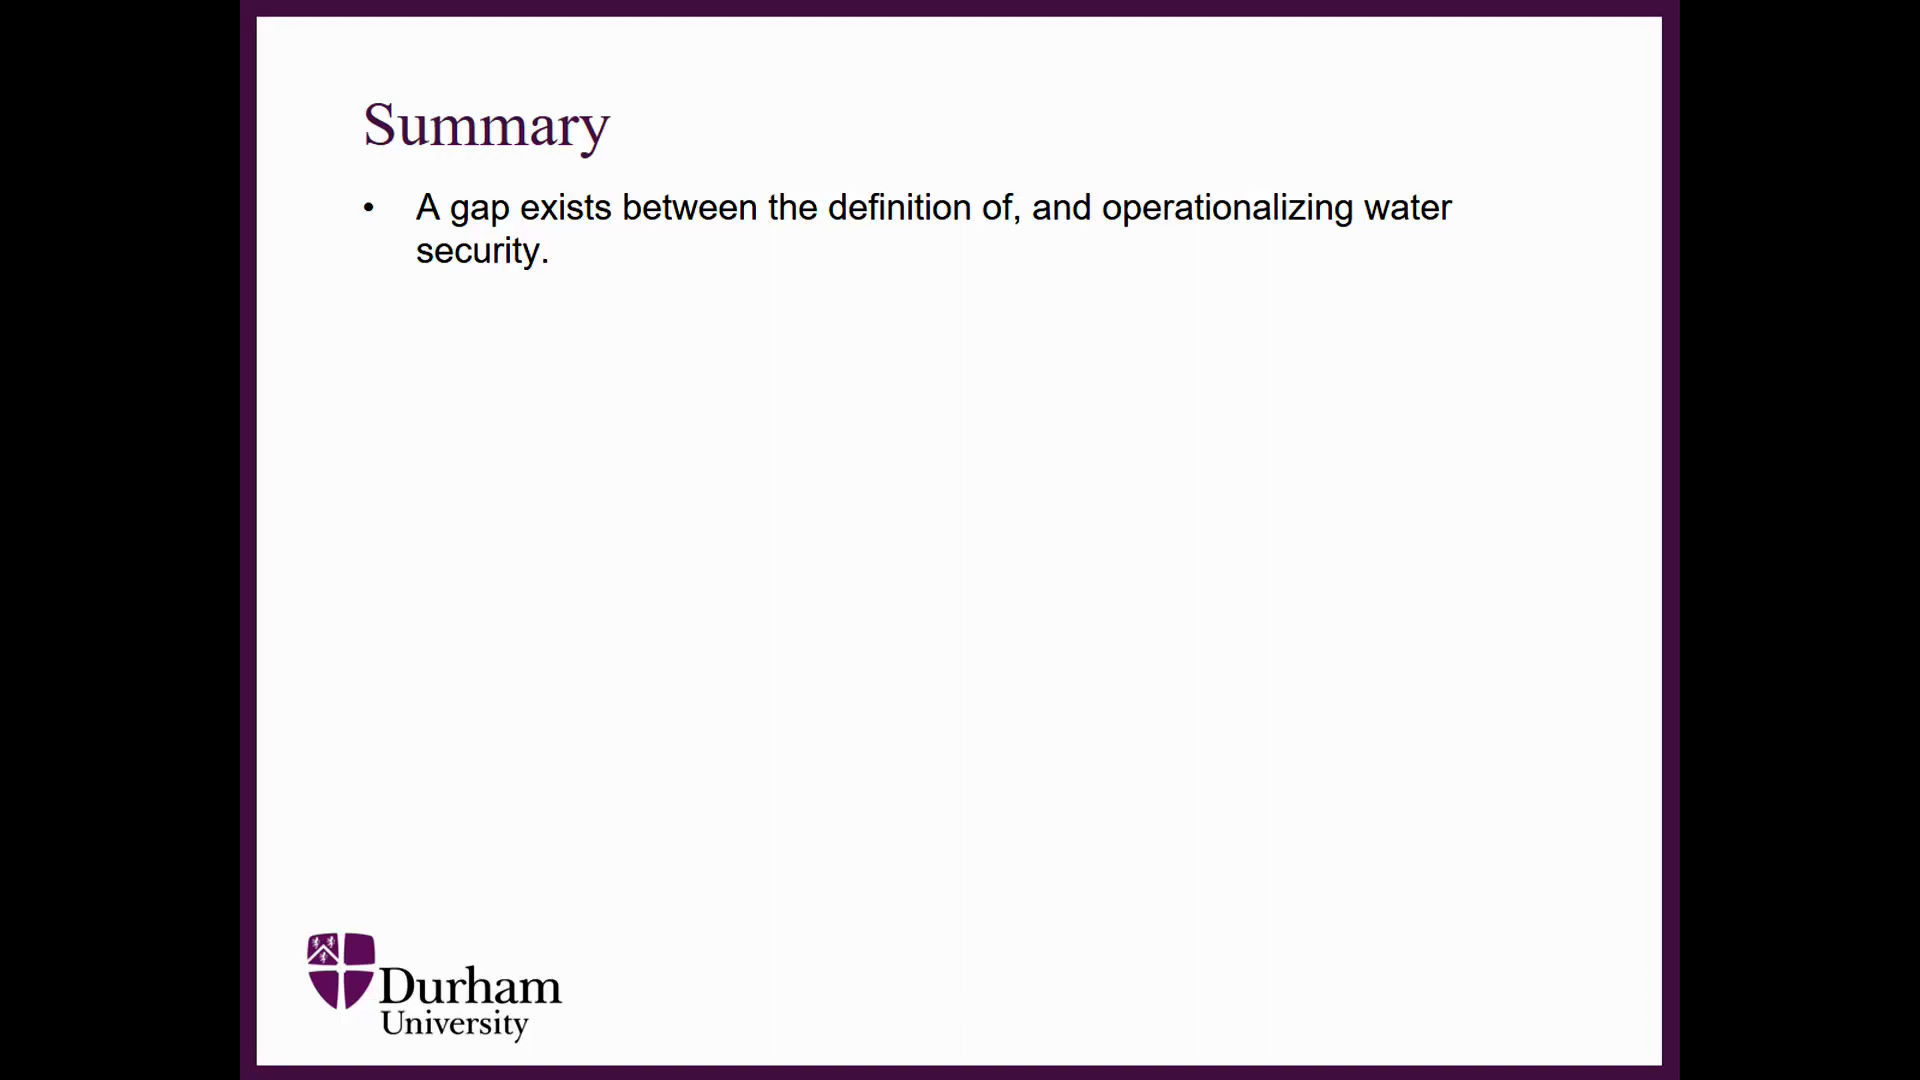 Summary
• A gap exists between the definition of, and operationalizing water
security.
Durham
University